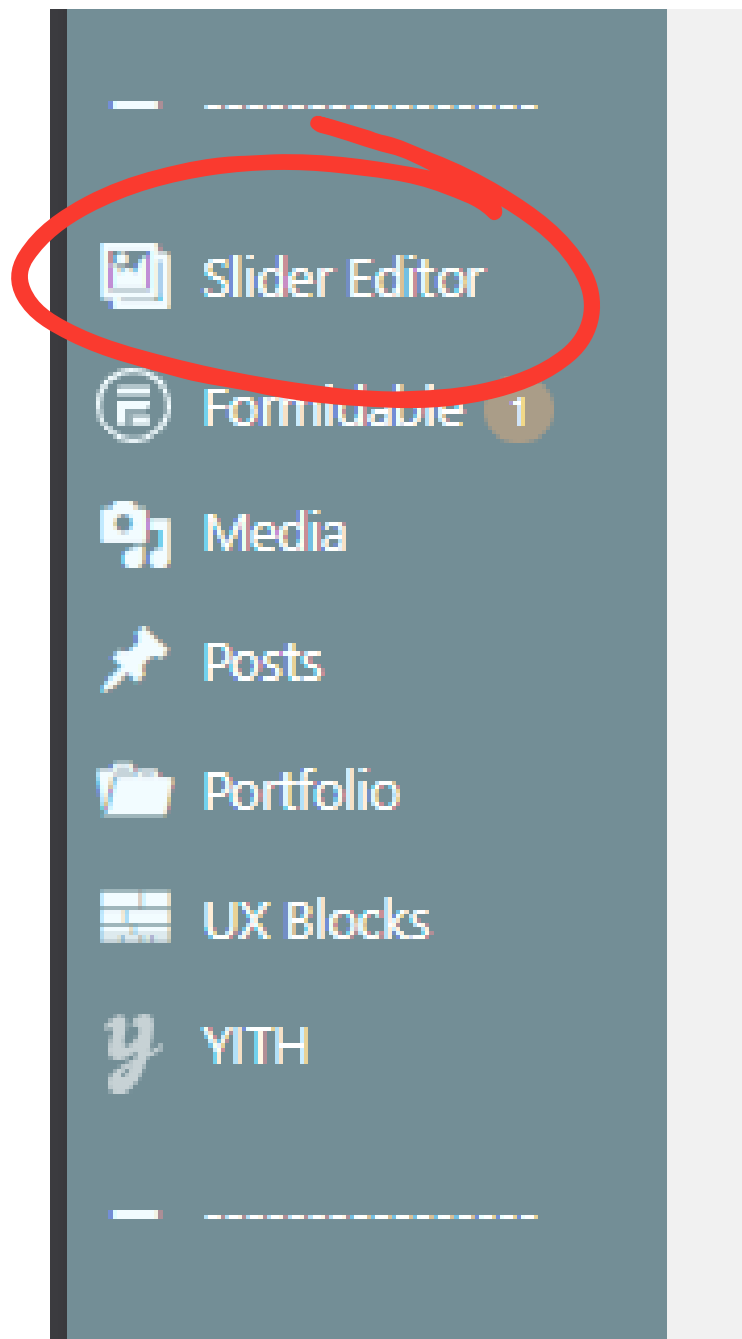 ----------------
Slider Editor
Formidable 1
Media
Posts
Portfolio
UX Blocks
y YITH
----------------